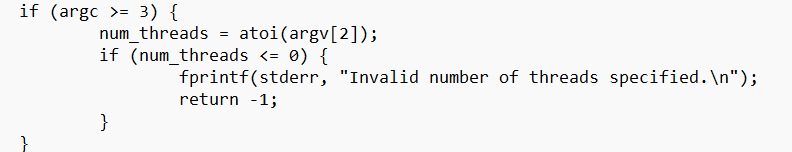 if (argc >= 3) {
        num_threads = atoi(argv[2]);
        if (num_threads <= 0) {
                fprintf(stderr, "Invalid number of threads specified.\n");
                return -1;
        }
}